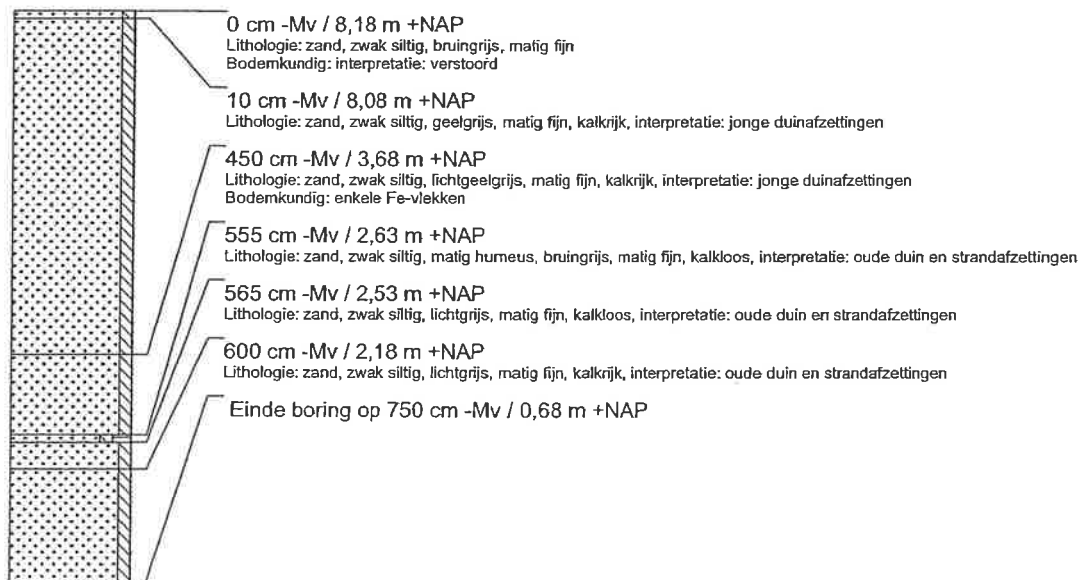 0 cm -Mv / 8,18 m +NAP
Lithologie: zand, zwak siltig, bruingrijs, matig fijn
Bodemkundig: interpretatie: verstoord
10 cm -Mv / 8,08 m +NAP
Lithologie: zand, zwak siltig, geelgrijs, matig fijn, kalkrijk, interpretatie: jonge duinafzettingen
450 cm -Mv / 3,68 m +NAP
Lithologie: zand, zwak siltig, lichtgeelgrijs, matig fijn, kalkrijk, interpretatie: jonge duinafzettingen
Bodemkundig: enkele Fe-vlekken
555 cm -Mv / 2,63 m +NAP
Lithologie: zand, zwak siltig, matig humeus, bruingrijs, matig fijn, kalkloos, interpretatie: oude duin en strandafzettingen
565 cm -Mv / 2,53 m +NAP
Lithologie: zand, zwak siltig, lichtgrijs, matig fijn, kalkloos, interpretatie: oude duin en strandafzettingen
600 cm -Mv / 2,18 m +NAP
Lithologie: zand, zwak siltig, lichtgrijs, matig fijn, kalkrijk, interpretatie: oude duin en strandafzettingen
Einde boring op 750 cm -Mv / 0,68 m +NAP